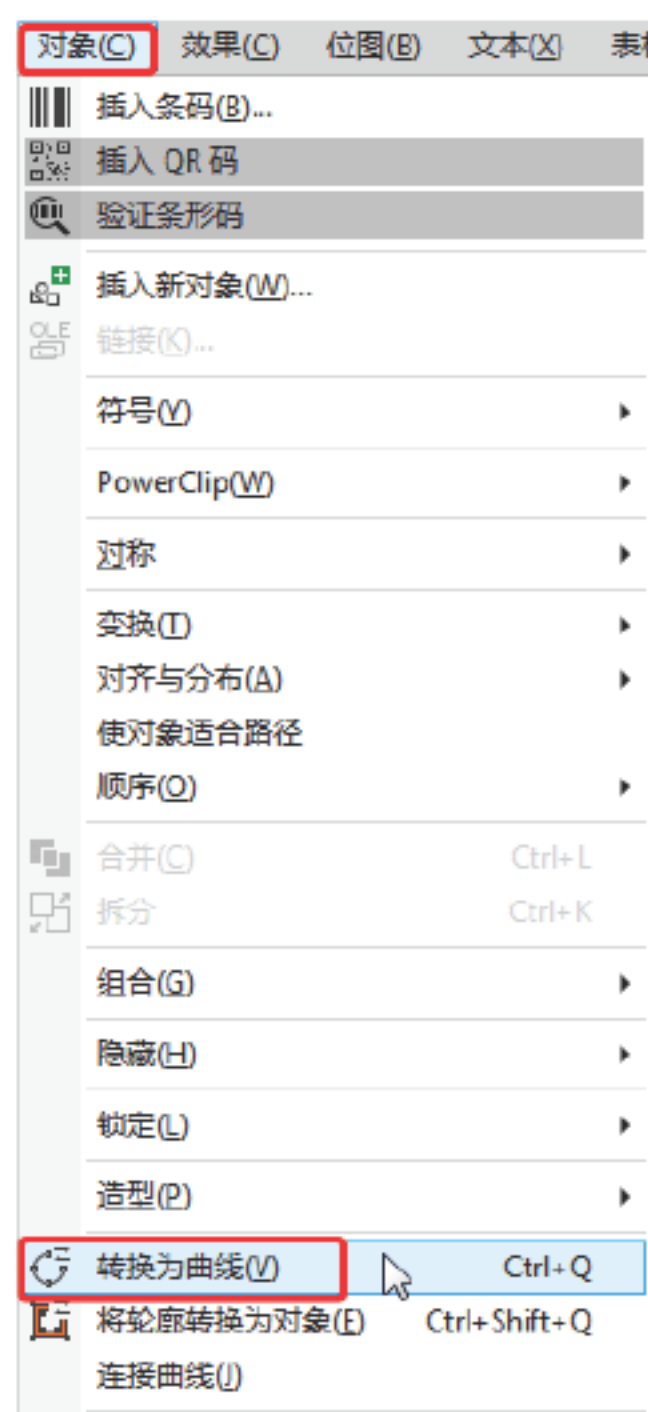 对象(C) 效果(C) 位图(B) 文本(X)
插入条码(B)...
插入 QR 码
验证条形码
插入新对象(W)...
OLE 链接(K)...
符号(Y)
PowerClip(W)
对称
变换(T)
对齐与分布(A)
使对象适合路径
顺序(O)
合并(C) Ctrl+L
拆分 Ctrl+K
组合(G)
隐藏(H)
锁定(L)
造型(P)
转换为曲线(V) Ctrl+Q
将轮廓转换为对象(E) Ctrl+Shift+Q
连接曲线(J)